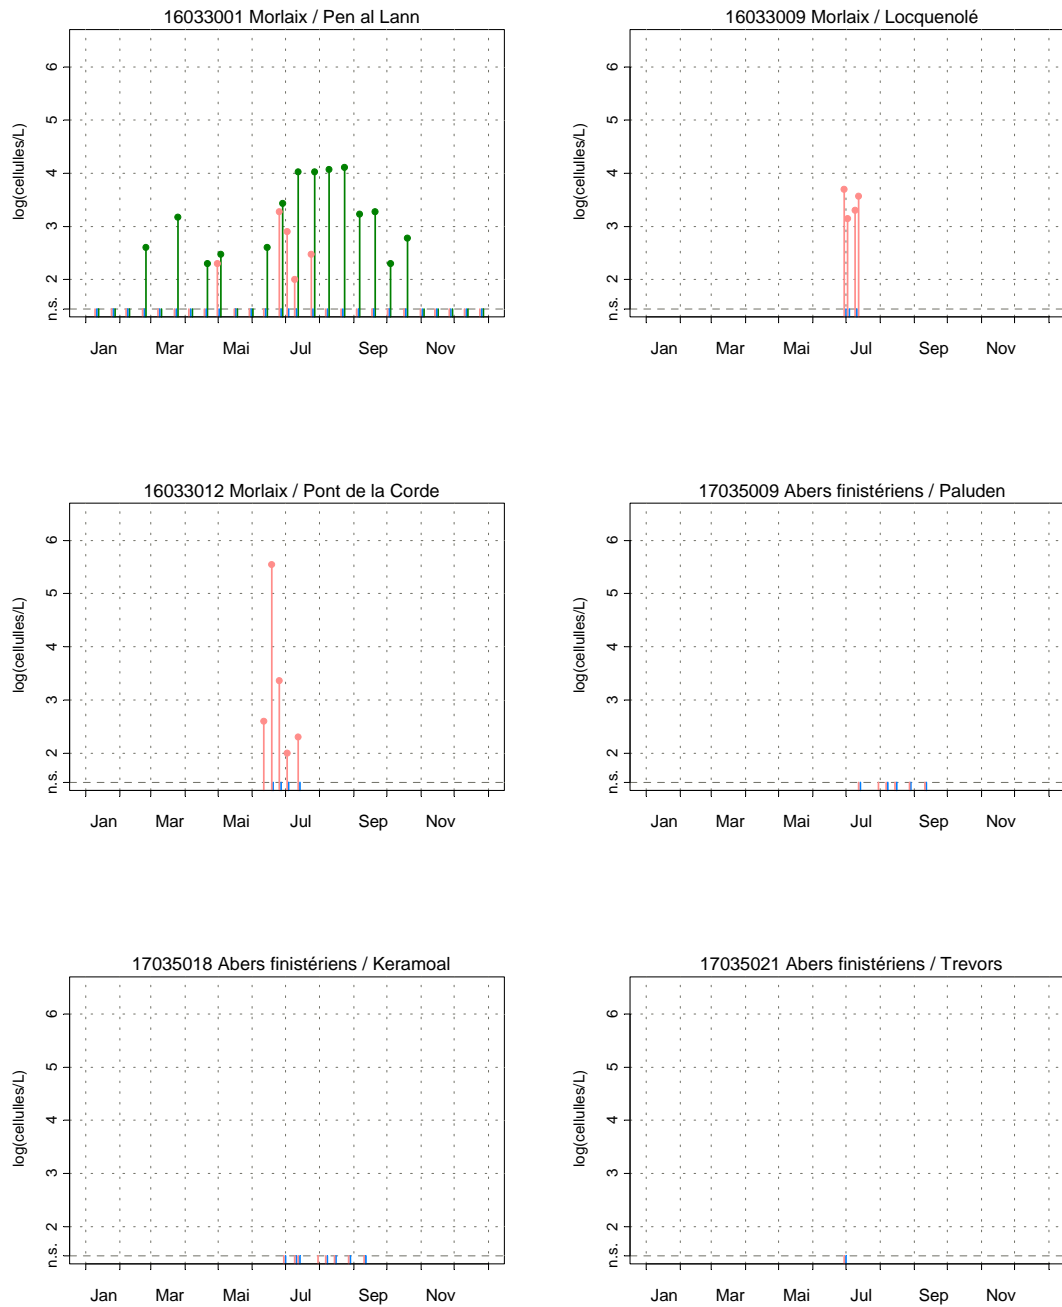 16033001 Morlaix / Pen al Lann
log(cellules/L)
6
5
4
3
2
n.s.
Jan Mar Mai Jul Sep Nov
16033009 Morlaix / Locquenolé
log(cellules/L)
6
5
4
3
2
n.s.
Jan Mar Mai Jul Sep Nov
16033012 Morlaix / Pont de la Corde
log(cellules/L)
6
5
4
3
2
n.s.
Jan Mar Mai Jul Sep Nov
17035009 Abers finistériens / Paluden
log(cellules/L)
6
5
4
3
2
n.s.
Jan Mar Mai Jul Sep Nov
17035018 Abers finistériens / Keramoal
log(cellules/L)
6
5
4
3
2
n.s.
Jan Mar Mai Jul Sep Nov
17035021 Abers finistériens / Trevors
log(cellules/L)
6
5
4
3
2
n.s.
Jan Mar Mai Jul Sep Nov